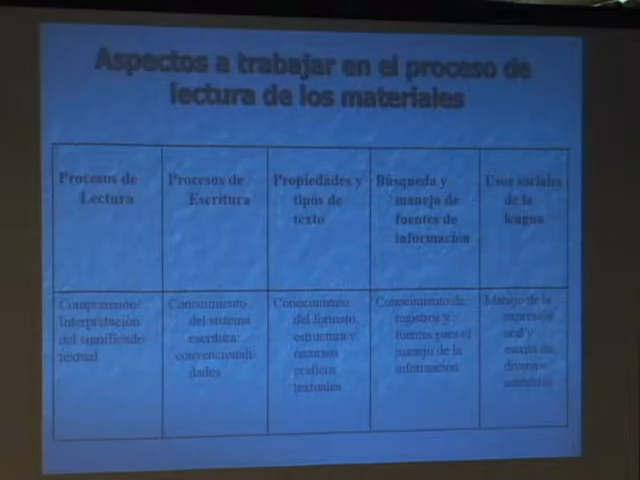 Aspectos a trabajar en el proceso de
lectura de los materiales
Procesos de
Lectura
Procesos de
Escritura
Propiedades y
tipos de
texto
Búsqueda y
manejo de
fuentes de
información
Usos sociales
de la
lengua
Comprensión:
Interpretación
del significado
textual
Conocimiento
del sistema
escritura:
convencionali-
dades
Conocimiento
del formato,
estructura y
recursos
gráficos
textuales
Conocimiento de
registros y
fuentes para el
manejo de la
información
Manejo de la
expresión
oral y
escrita en
diversos
contextos